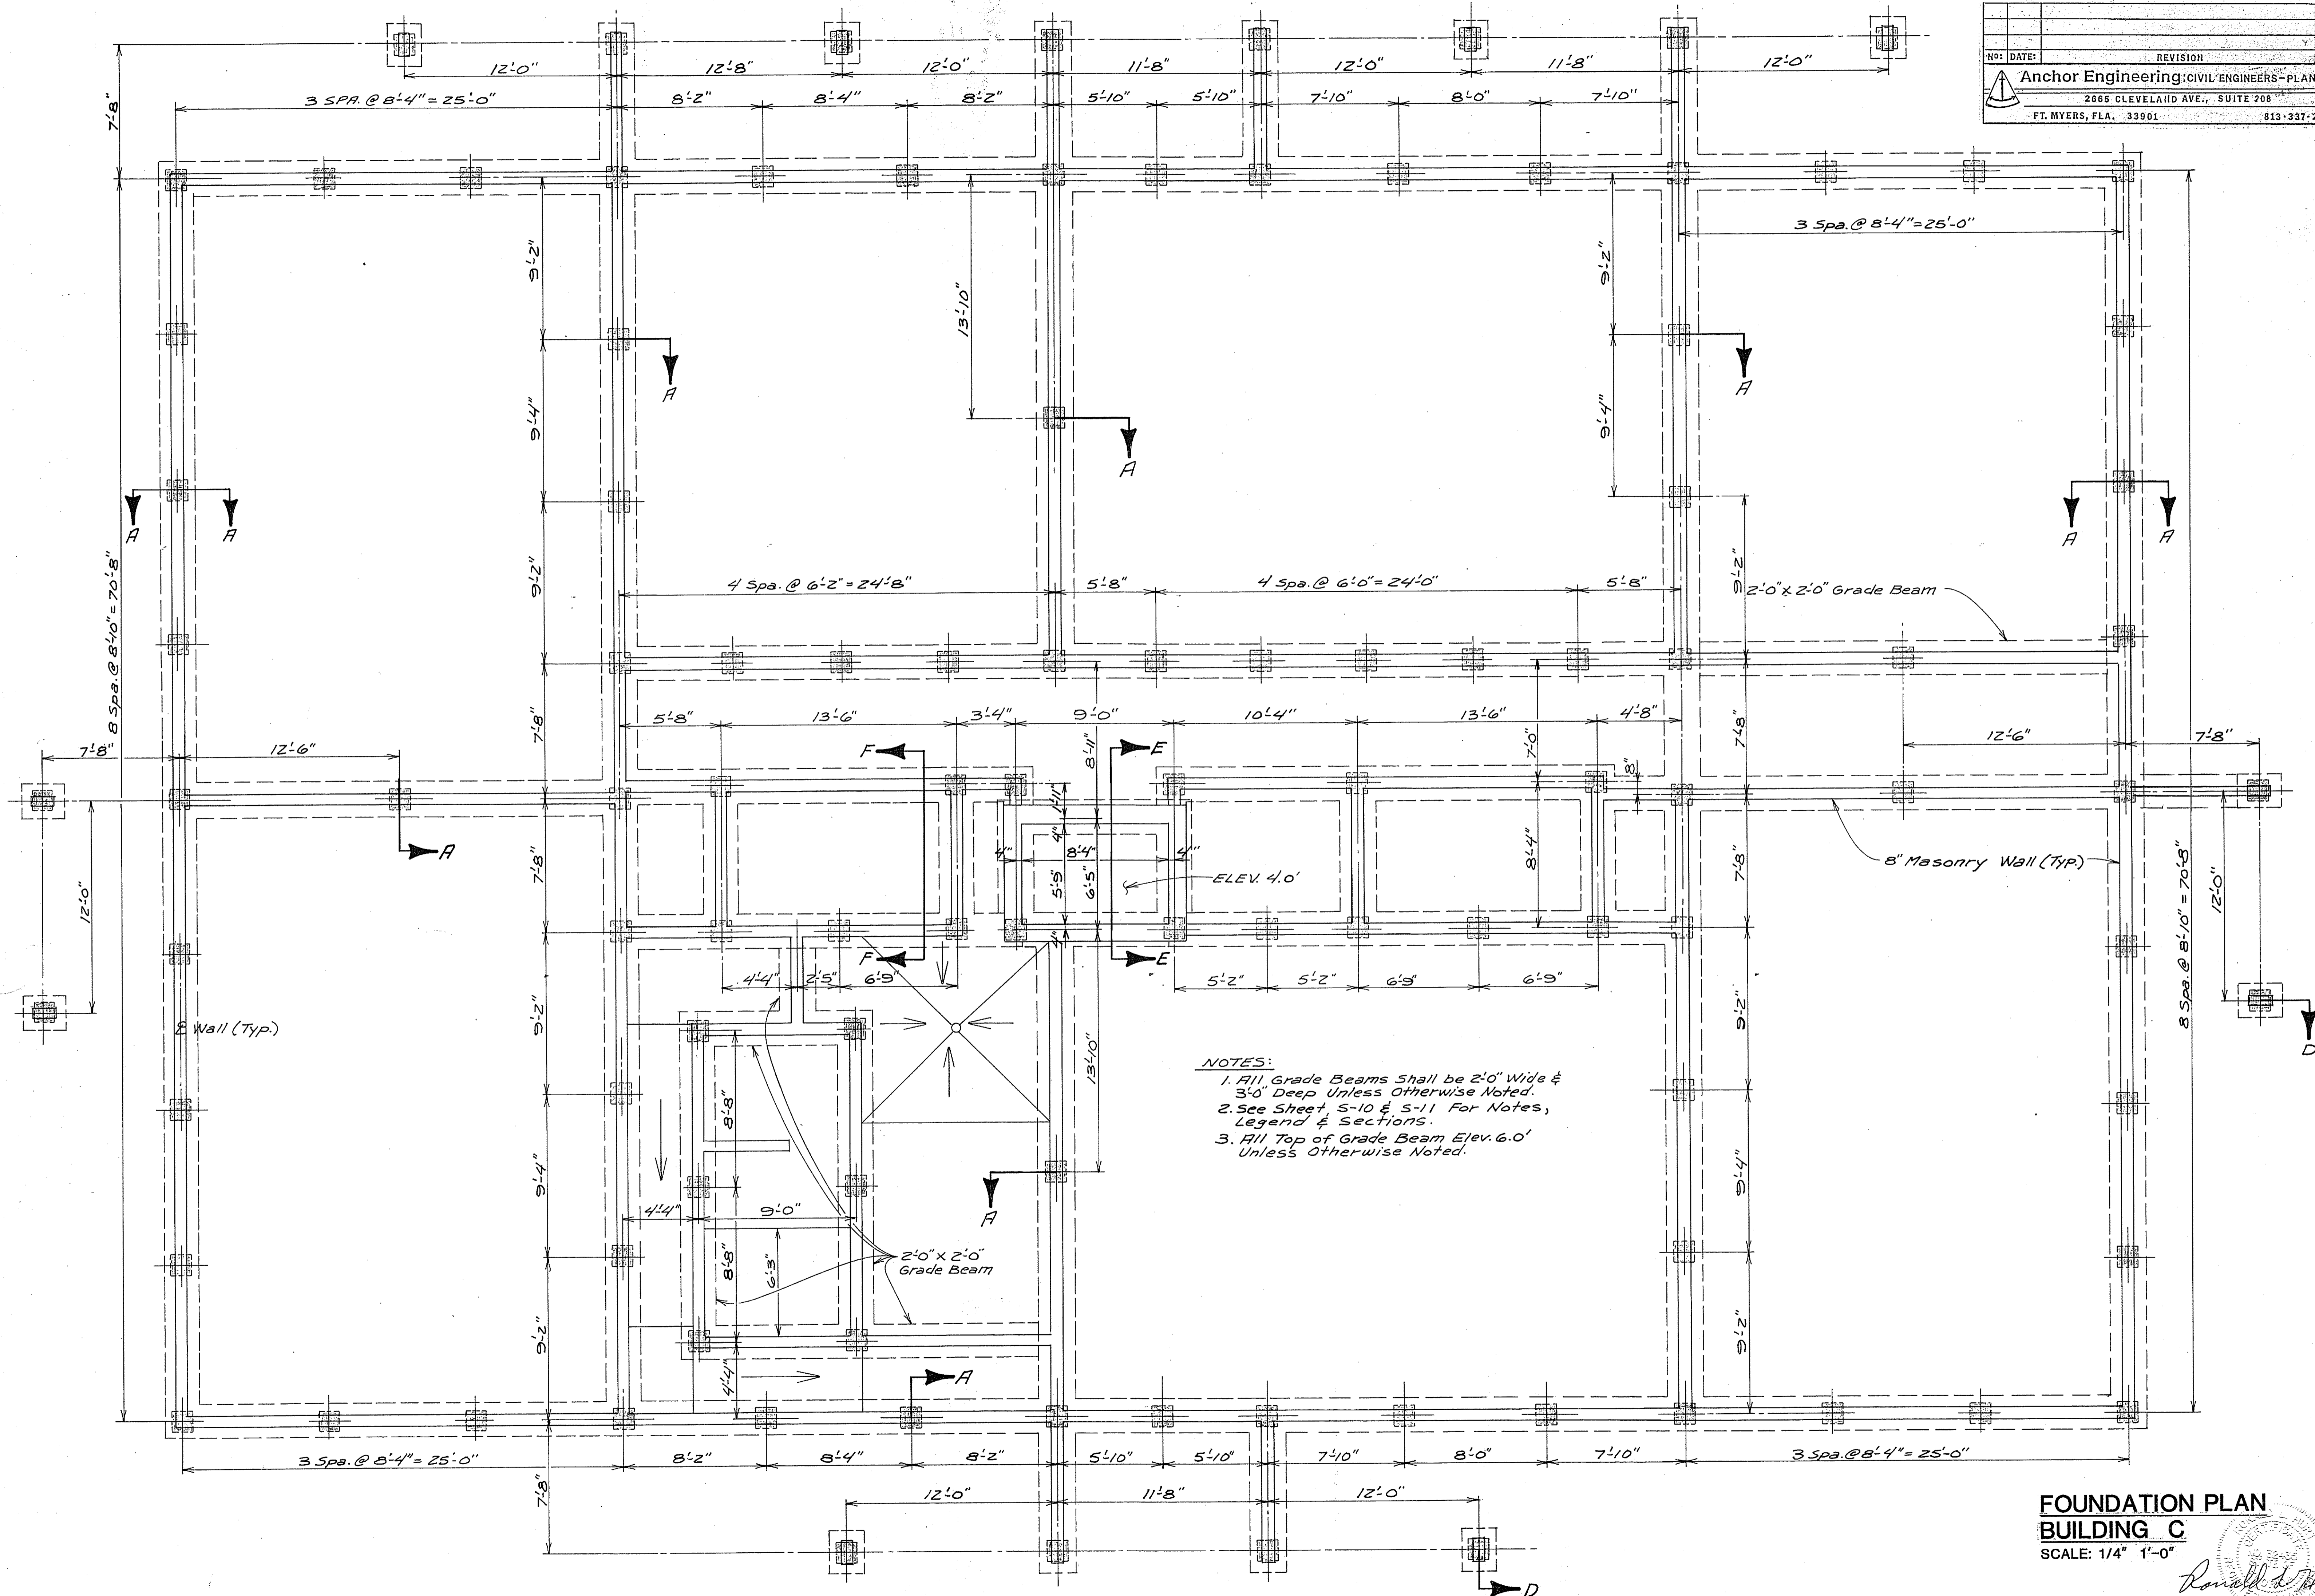 Nº: DATE: REVISION
Anchor Engineering: CIVIL ENGINEERS-PLAN
2665 CLEVELAND AVE., SUITE 208
FT. MYERS, FLA. 33901 813·337-
12'-0" 12'-8" 12'-0" 11'-8" 12'-0" 11'-8" 12'-0"
3 SPA. @ 8'-4" = 25'-0" 8'-2" 8'-4" 8'-2" 5'-10" 5'-10" 7'-10" 8'-0" 7'-10"
7'-8"
3 Spa. @ 8'-4" = 25'-0"
9'-2" 13'-10" 9'-2"
A A
9'-4" 9'-4"
A
A A A A
8 Spa. @ 8'-10" = 70'-8"
9'-2" 4 Spa. @ 6'-2" = 24'-8" 5'-8" 4 Spa. @ 6'-0" = 24'-0" 5'-8" 9'-2"
2'-0" x 2'-0" Grade Beam
5'-8" 13'-6" 3'-4" 9'-0" 10'-4" 13'-6" 4'-8"
7'-8" 8'-11" 7'-0" 7'-8"
7'-8" 12'-6" F E 12'-6" 7'-8"
1'-11" 8"
A
12'-0" 7'-8" 4" 4" 8'-4" 4" 8'-4" 7'-8" 12'-0"
8" Masonry Wall (Typ.)
5'-9" 6'-5" ELEV. 4.0'
4"
F E
4'-4" 2'-5" 6'-9" 5'-2" 5'-2" 6'-9" 6'-9"
8 Spa. @ 8'-10" = 70'-8"
9'-2" 9'-2"
℄ Wall (Typ.)
13'-10"
D
NOTES:
1. All Grade Beams Shall be 2'-0" Wide &
3'-0" Deep Unless Otherwise Noted.
2. See Sheet, S-10 & S-11 For Notes,
Legend & Sections.
3. All Top of Grade Beam Elev. 6.0'
Unless Otherwise Noted.
8'-8"
9'-4" 9'-4"
4'-4" 9'-0" A
8'-8" 6'-3"
2'-0" x 2'-0"
Grade Beam
9'-2" 9'-2"
4'-4" A
3 Spa. @ 8'-4" = 25'-0" 8'-2" 8'-4" 8'-2" 5'-10" 5'-10" 7'-10" 8'-0" 7'-10" 3 Spa. @ 8'-4" = 25'-0"
7'-8" 12'-0" 11'-8" 12'-0"
D
FOUNDATION PLAN
BUILDING C
SCALE: 1/4" 1'-0"
Ronald L